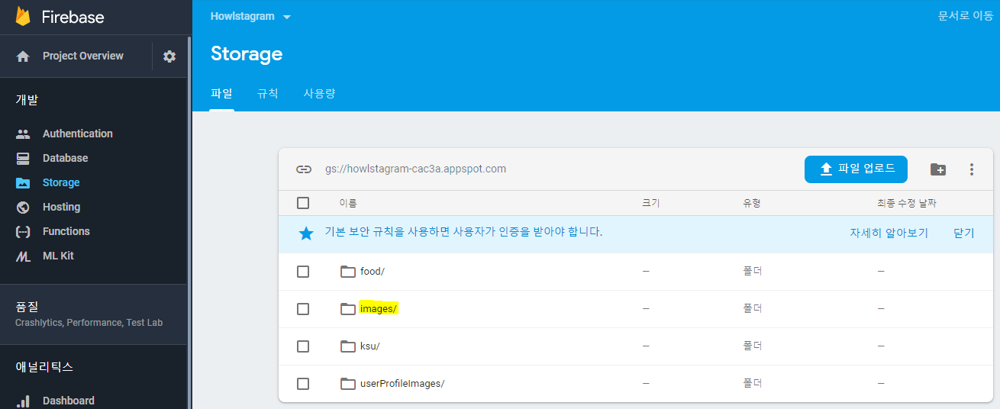 Firebase
Howlstagram
문서로 이동
Project Overview
Storage
파일 규칙 사용량
개발
Authentication
Database
Storage
Hosting
Functions
ML Kit
품질
Crashlytics, Performance, Test Lab
애널리틱스
Dashboard
gs://howlstagram-cac3a.appspot.com
파일 업로드
이름 크기 유형 최종 수정 날짜
기본 보안 규칙을 사용하면 사용자가 인증을 받아야 합니다. 자세히 알아보기 닫기
food/ — 폴더 —
images/ — 폴더 —
ksu/ — 폴더 —
userProfileImages/ — 폴더 —